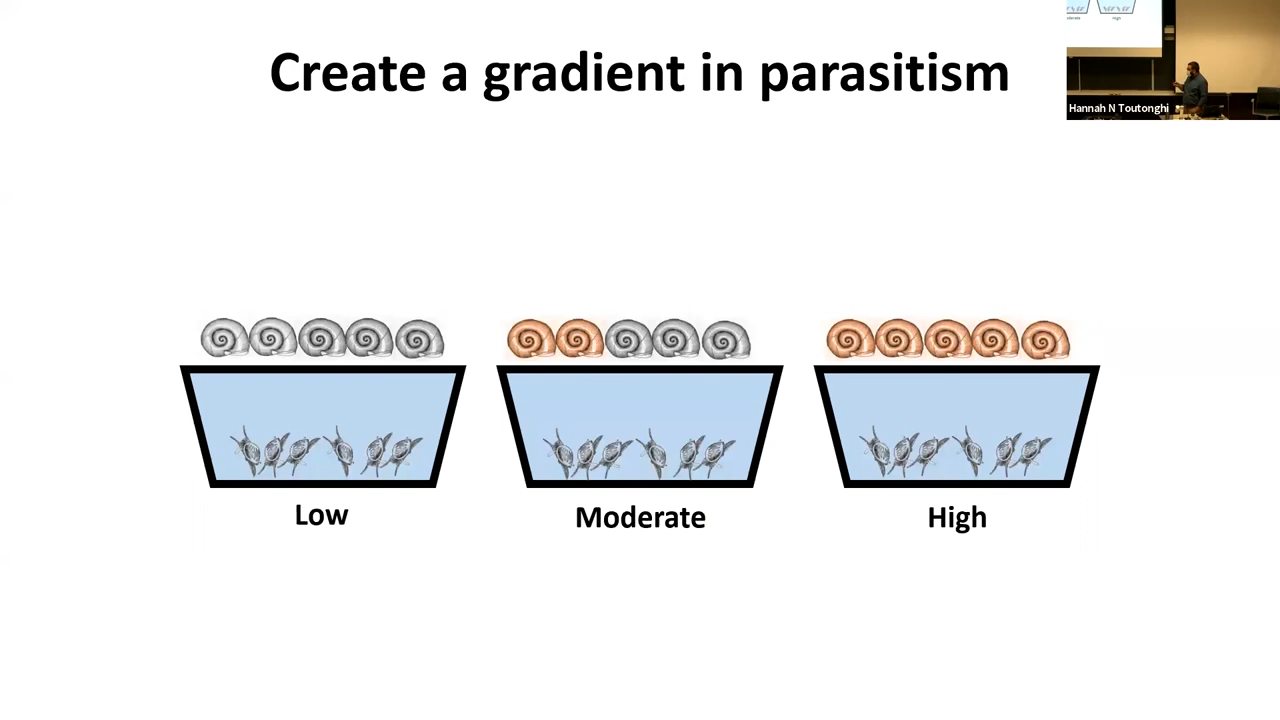 Create a gradient in parasitism
Hannah N Toutonghi
Low
Moderate
High